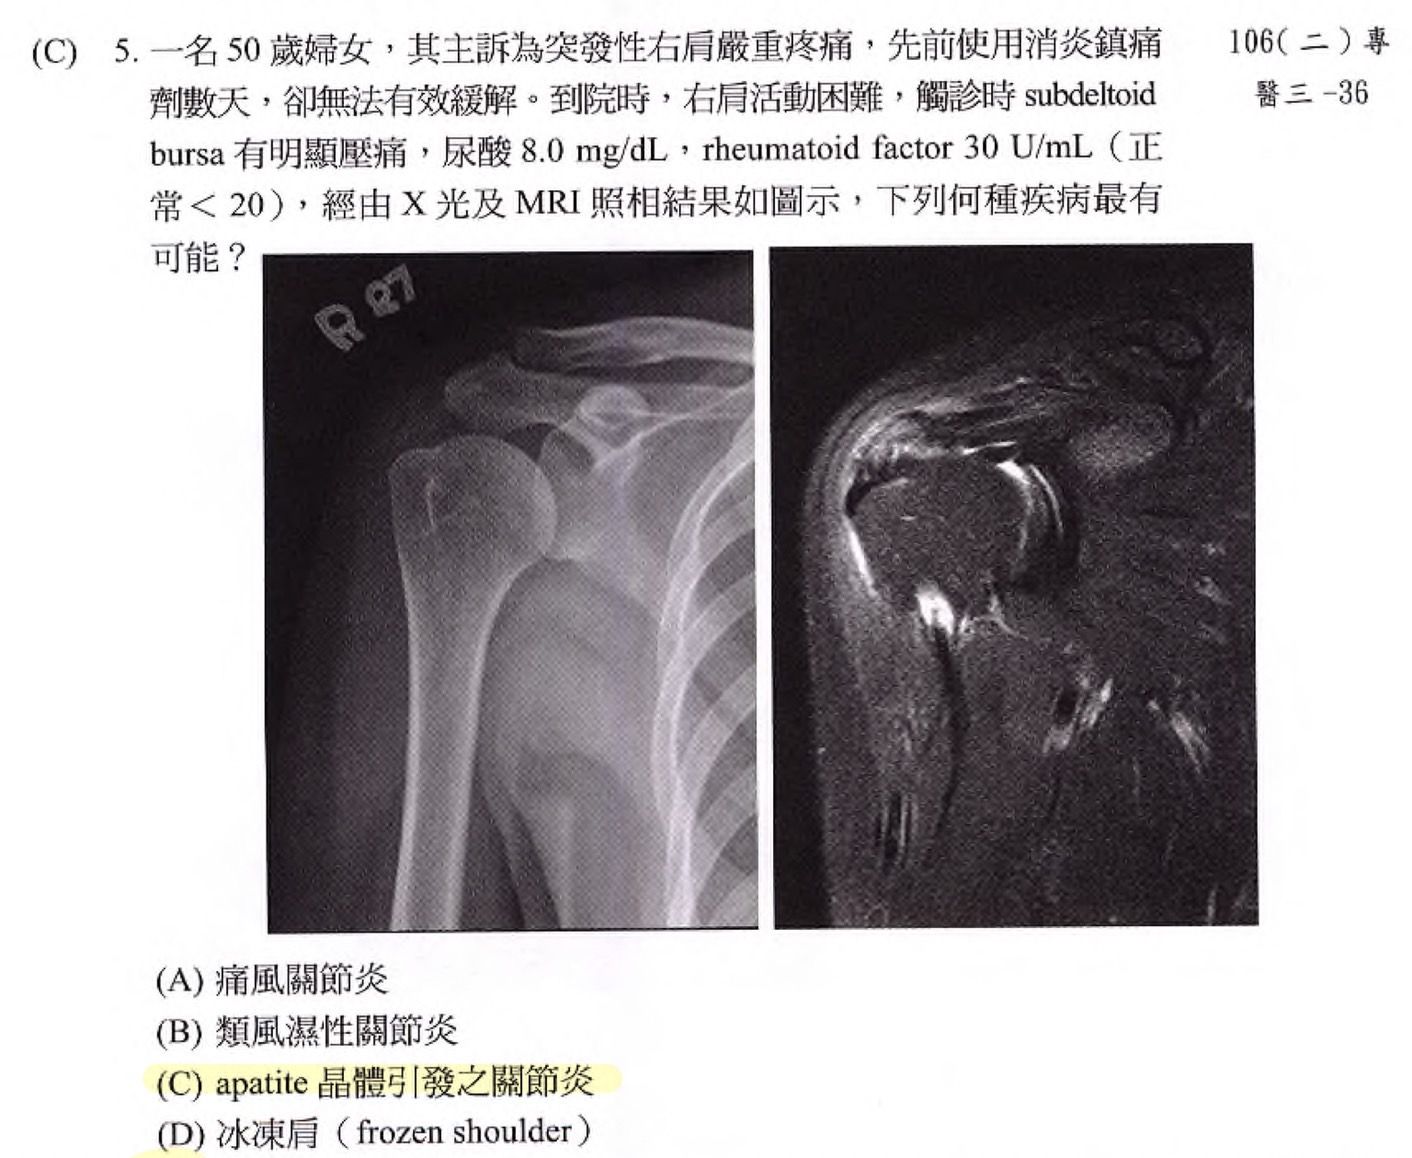 (C) 5. 一名 50 歲婦女，其主訴為突發性右肩嚴重疼痛，先前使用消炎鎮痛 106(二)專
劑數天，卻無法有效緩解。到院時，右肩活動困難，觸診時 subdeltoid 醫三-36
bursa 有明顯壓痛，尿酸 8.0 mg/dL，rheumatoid factor 30 U/mL（正
常＜ 20），經由 X 光及 MRI 照相結果如圖示，下列何種疾病最有
可能？
(A) 痛風關節炎
(B) 類風濕性關節炎
(C) apatite 晶體引發之關節炎
(D) 冰凍肩（frozen shoulder）